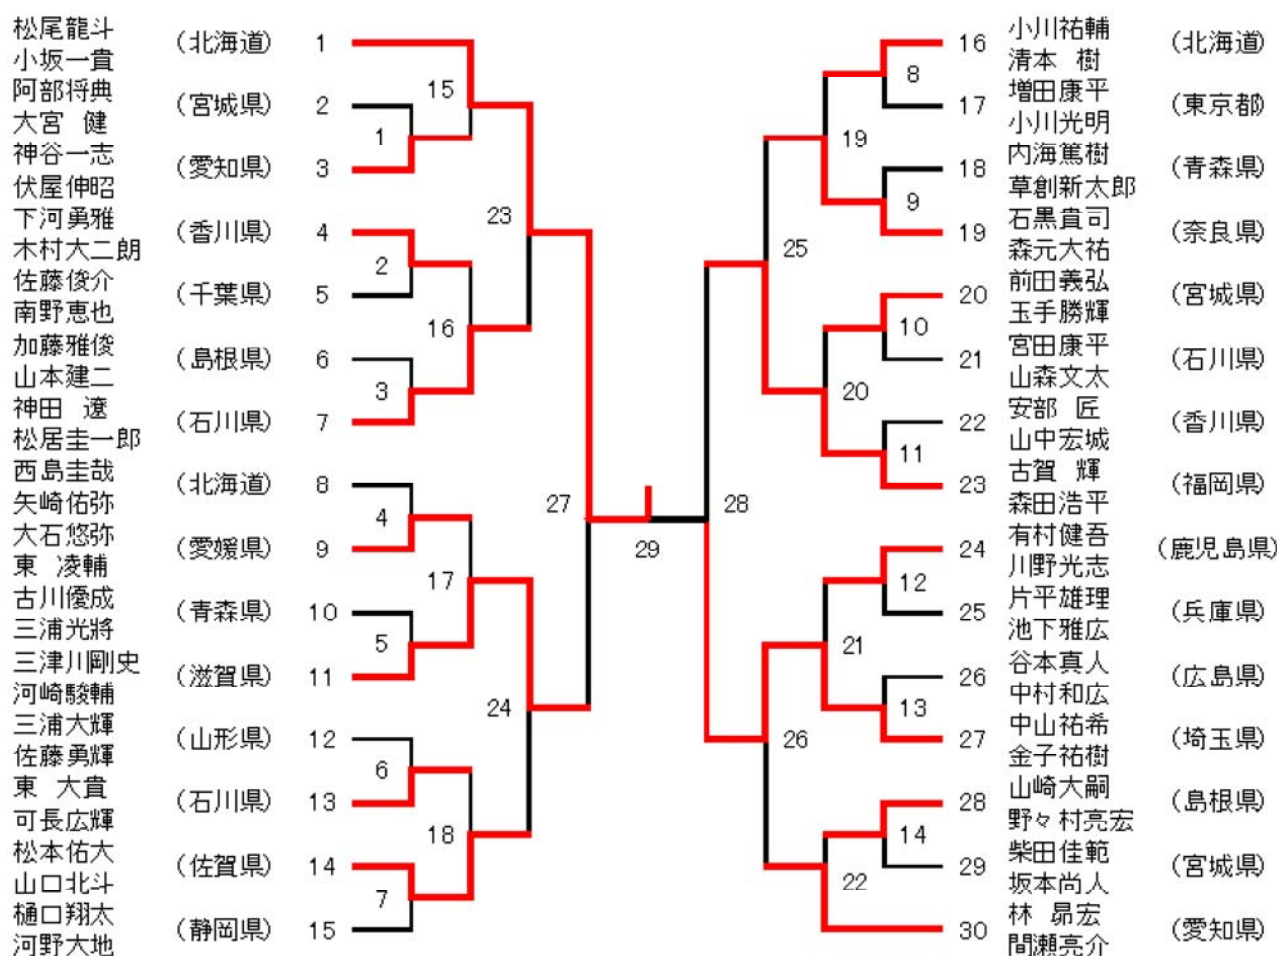 松尾龍斗
小坂一貴
(北海道) 1
阿部将典
大宮 健
(宮城県) 2
神谷一志
伏屋伸昭
(愛知県) 3
下河勇雅
木村大二朗
(香川県) 4
佐藤俊介
南野恵也
(千葉県) 5
加藤雅俊
山本建二
(島根県) 6
神田 遼
松居圭一郎
(石川県) 7
西島圭哉
矢崎佑弥
(北海道) 8
大石悠弥
東 凌輔
(愛媛県) 9
古川優成
三浦光將
(青森県) 10
三津川剛史
河崎駿輔
(滋賀県) 11
三浦大輝
佐藤勇輝
(山形県) 12
東 大貴
可長広輝
(石川県) 13
松本佑大
山口北斗
(佐賀県) 14
樋口翔太
河野大地
(静岡県) 15
1
2
3
4
5
6
7
15
16
17
18
23
24
27
29
28
25
26
19
20
21
22
8
9
10
11
12
13
14
小川祐輔
清本 樹
16 (北海道)
増田康平
小川光明
17 (東京都)
内海篤樹
草創新太郎
18 (青森県)
石黒貴司
森元大祐
19 (奈良県)
前田義弘
玉手勝輝
20 (宮城県)
宮田康平
山森文太
21 (石川県)
安部 匠
山中宏城
22 (香川県)
古賀 輝
森田浩平
23 (福岡県)
有村健吾
川野光志
24 (鹿児島県)
片平雄理
池下雅広
25 (兵庫県)
谷本真人
中村和広
26 (広島県)
中山祐希
金子祐樹
27 (埼玉県)
山崎大嗣
野々村亮宏
28 (島根県)
柴田佳範
坂本尚人
29 (宮城県)
林 昴宏
間瀬亮介
30 (愛知県)